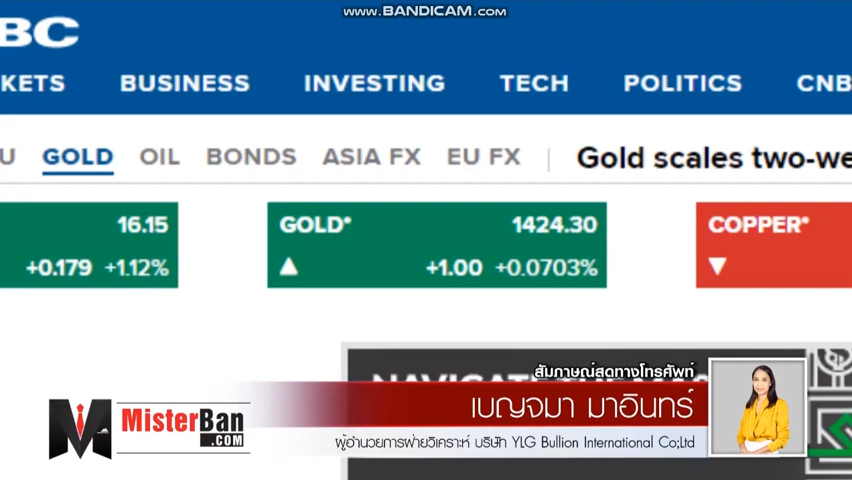 www.BANDICAM.com
BC
KETS BUSINESS INVESTING TECH POLITICS CNB
U GOLD OIL BONDS ASIA FX EU FX Gold scales two-we
16.15 GOLD* 1424.30 COPPER*
+0.179 +1.12% ▲ +1.00 +0.0703% ▼
สัมภาษณ์สดทางโทรศัพท์
เบญจมา มาอินทร์
MisterBan
.COM
ผู้อำนวยการฝ่ายวิเคราะห์ บริษัท YLG Bullion International Co;Ltd